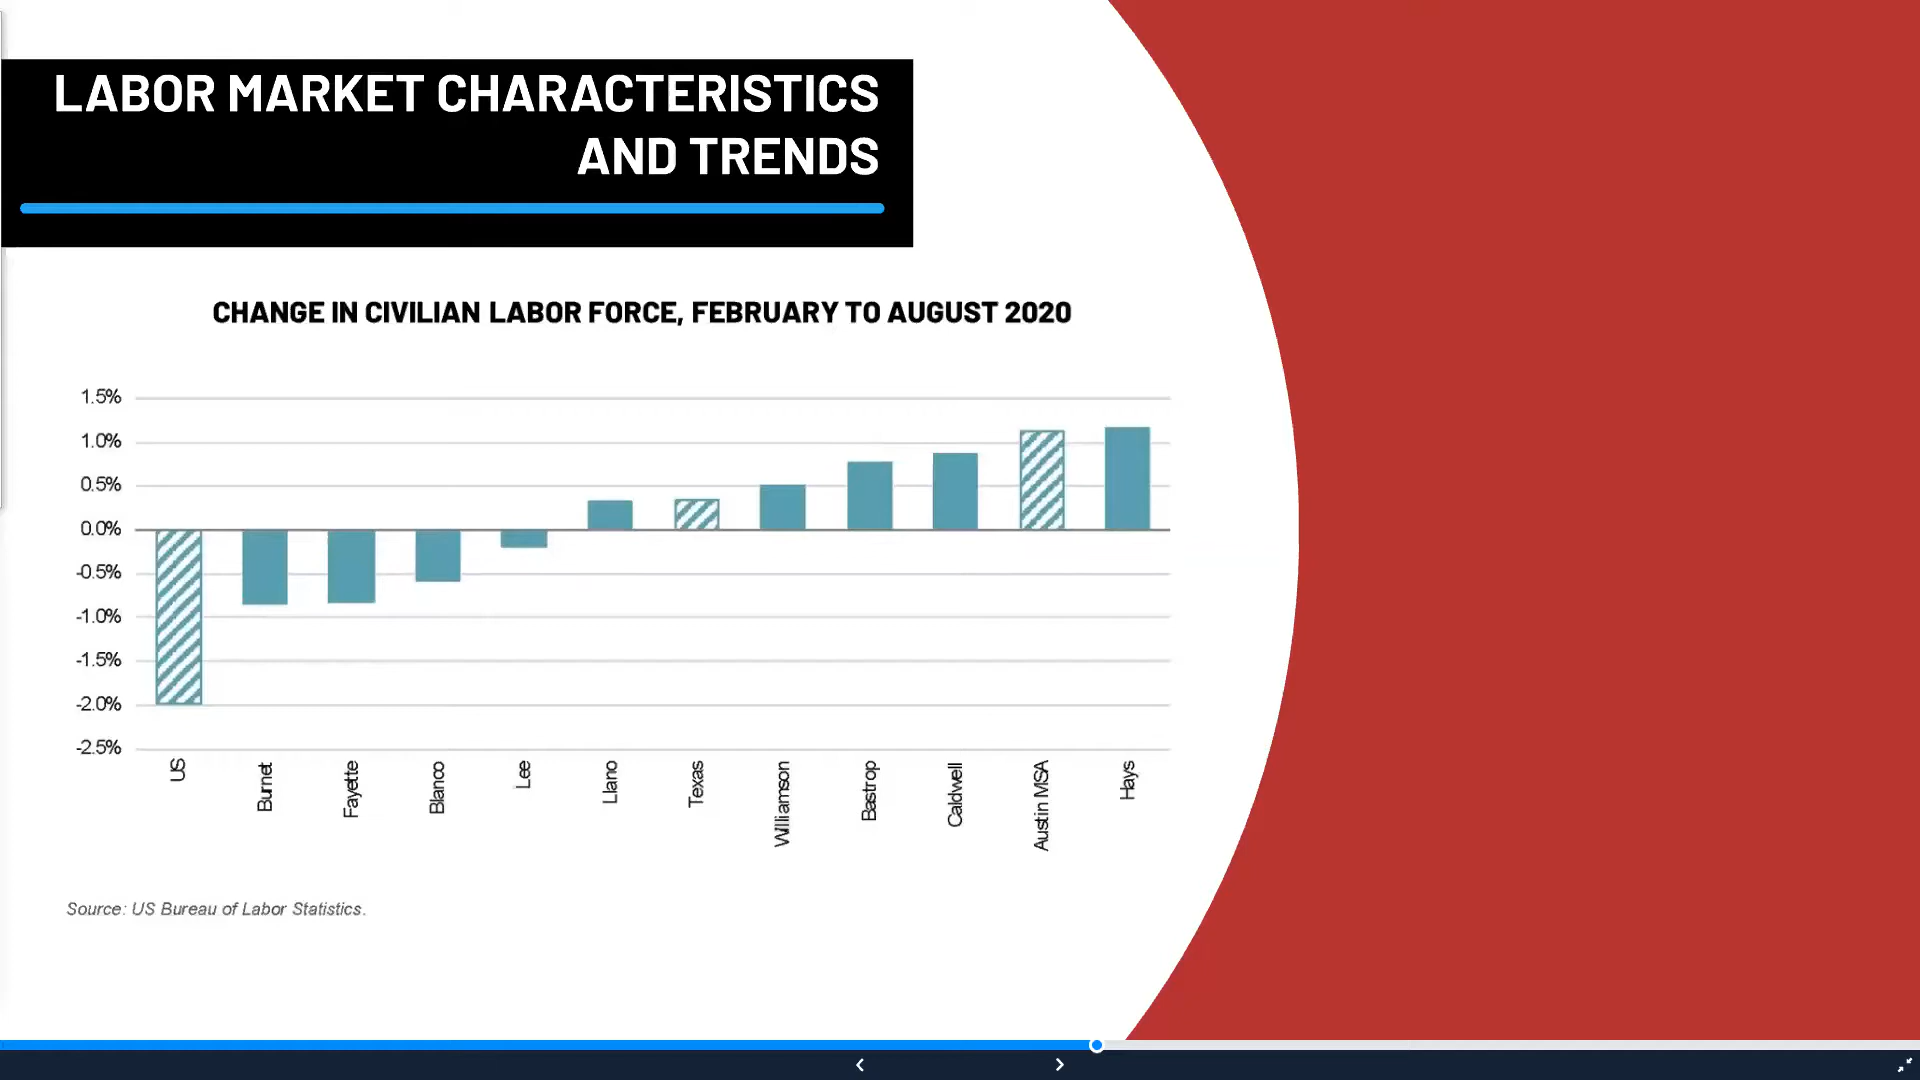 LABOR MARKET CHARACTERISTICS
AND TRENDS
CHANGE IN CIVILIAN LABOR FORCE, FEBRUARY TO AUGUST 2020
1.5%
1.0%
0.5%
0.0%
-0.5%
-1.0%
-1.5%
-2.0%
-2.5%
US
Burnet
Fayette
Blanco
Lee
Llano
Texas
Williamson
Bastrop
Caldwell
Austin MSA
Hays
Source: US Bureau of Labor Statistics.